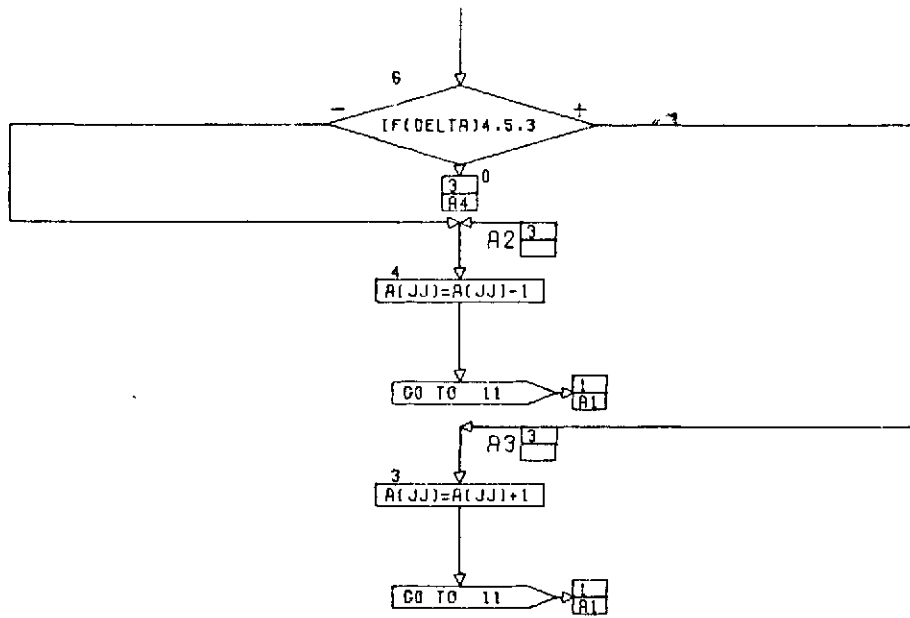 6
- +
IF(DELTA)4.5.3
0
3
A4
A2 3
4
A(JJ)=A(JJ)-1
GO TO 11
1
A1
A3 3
3
A(JJ)=A(JJ)+1
GO TO 11
1
A1